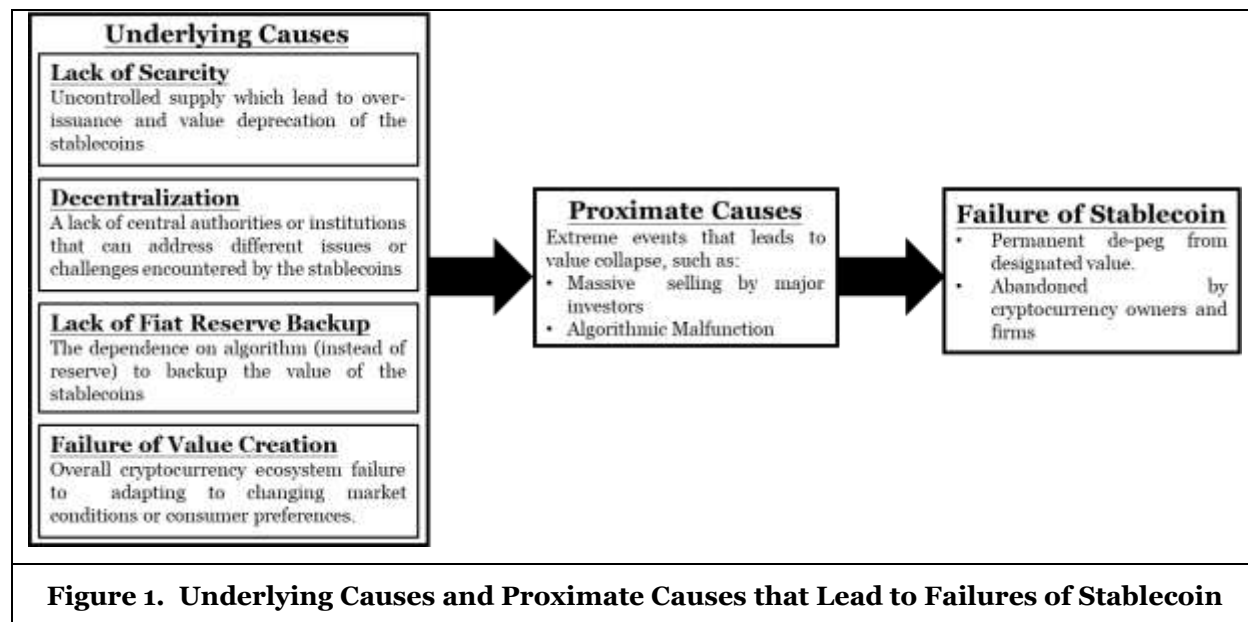 Underlying Causes
Lack of Scarcity
Uncontrolled supply which lead to over-
issuance and value deprecation of the
stablecoins
Decentralization
A lack of central authorities or institutions
that can address different issues or
challenges encountered by the stablecoins
Lack of Fiat Reserve Backup
The dependence on algorithm (instead of
reserve) to backup the value of the
stablecoins
Failure of Value Creation
Overall cryptocurrency ecosystem failure
to adapting to changing market
conditions or consumer preferences.
Proximate Causes
Extreme events that leads to
value collapse, such as:
• Massive selling by major
investors
• Algorithmic Malfunction
Failure of Stablecoin
• Permanent de-peg from
designated value.
• Abandoned by
cryptocurrency owners and
firms
Figure 1. Underlying Causes and Proximate Causes that Lead to Failures of Stablecoin